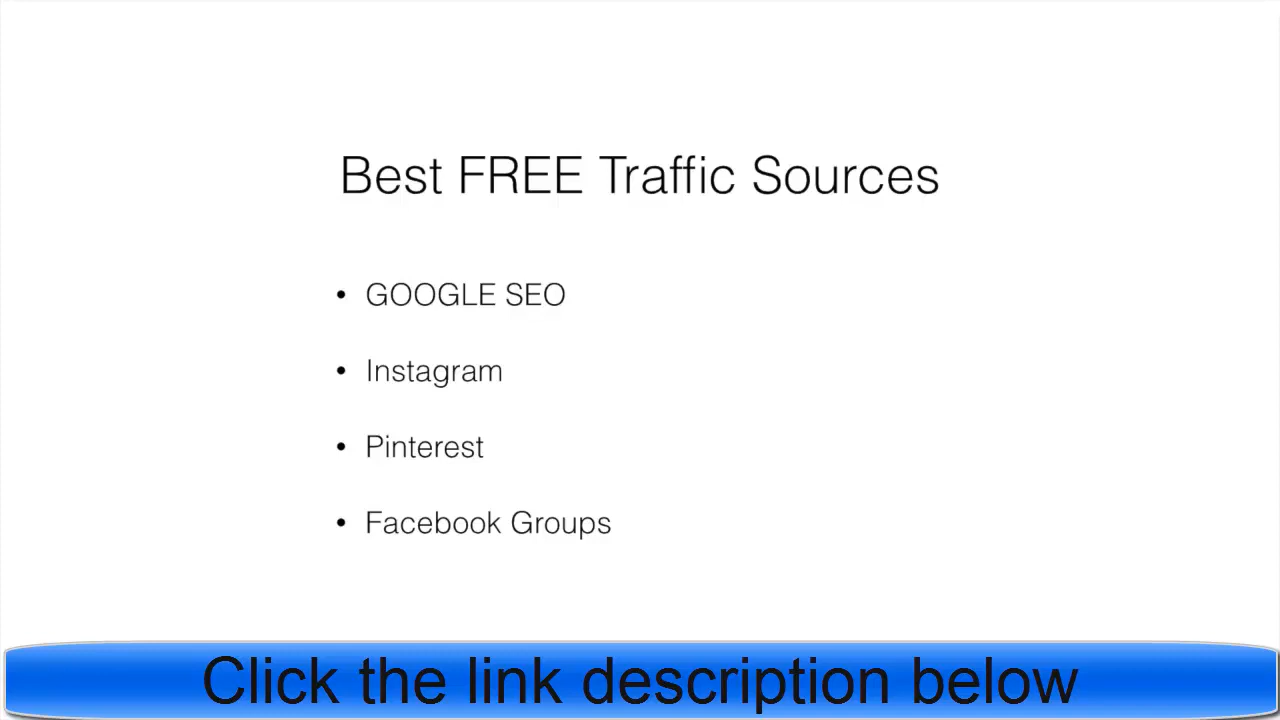 Best FREE Traffic Sources
• GOOGLE SEO
• Instagram
• Pinterest
• Facebook Groups
Click the link description below